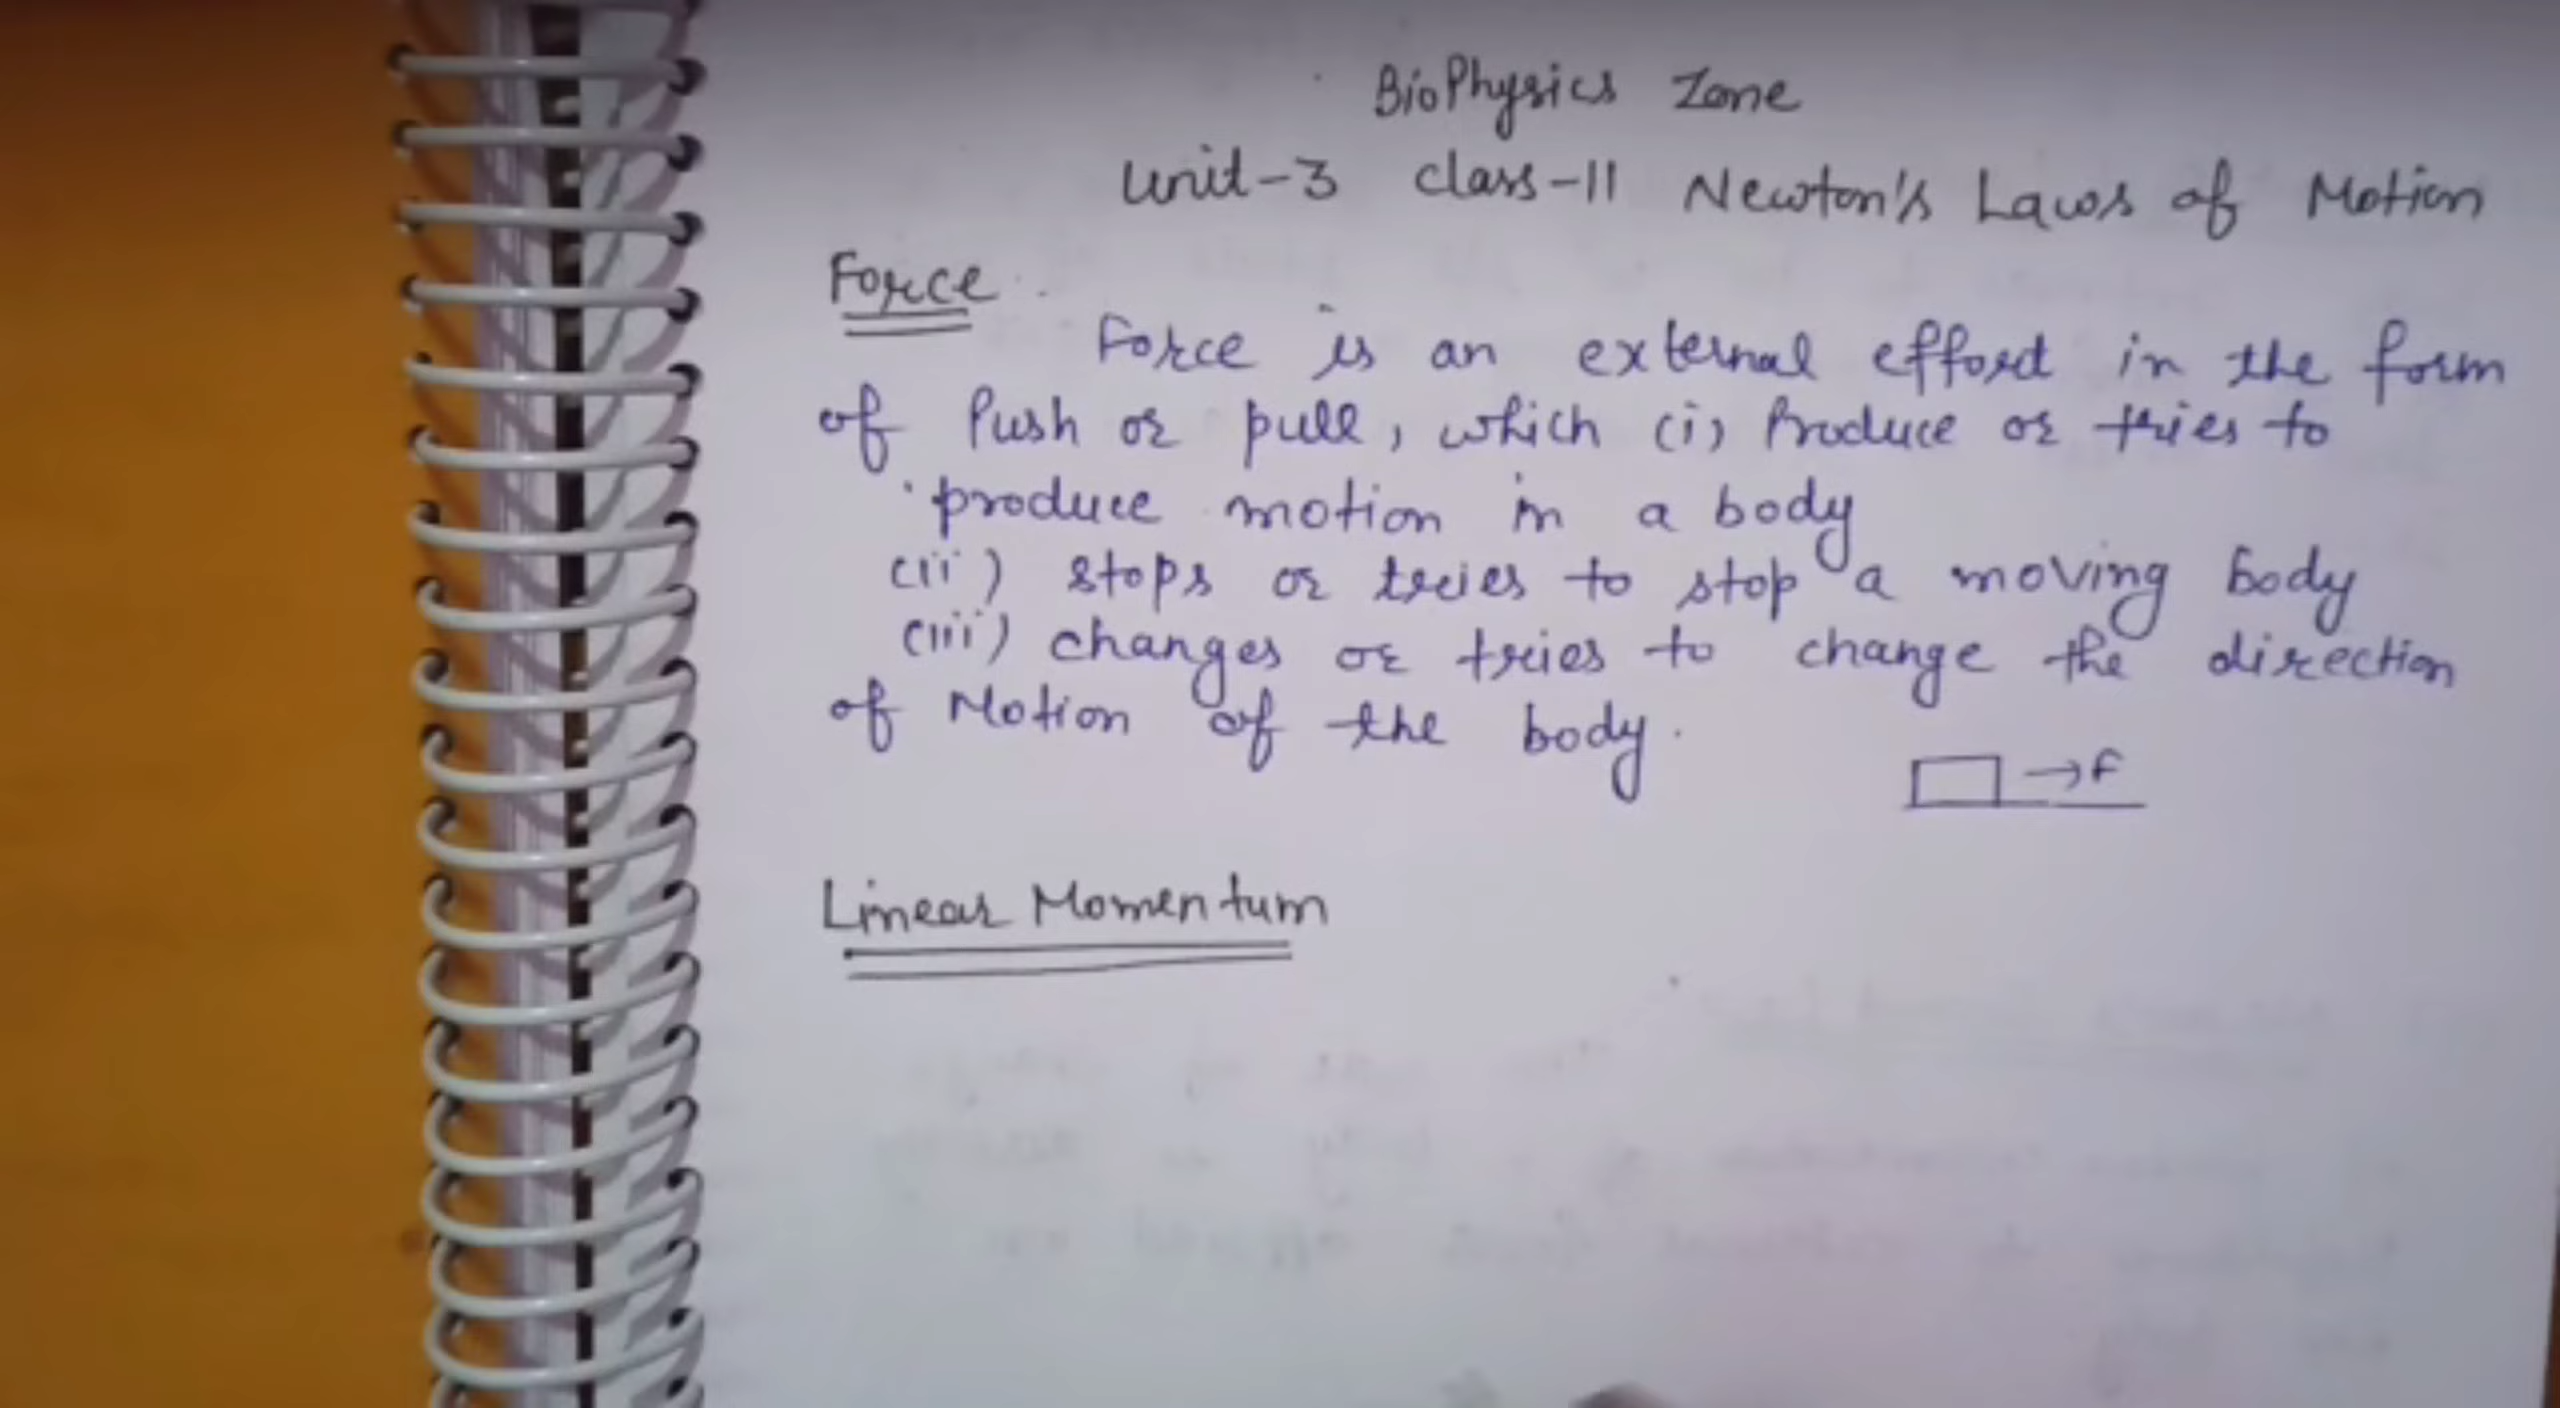 BioPhysics Zone
Unit-3 class-11 Newton's Laws of Motion
Force
Force is an external effort in the form
of Push or pull, which (i) Produce or tries to
produce motion in a body
(ii) stops or tries to stop a moving body
(iii) changes or tries to change the direction
of Motion of the body.
→F
Linear Momentum